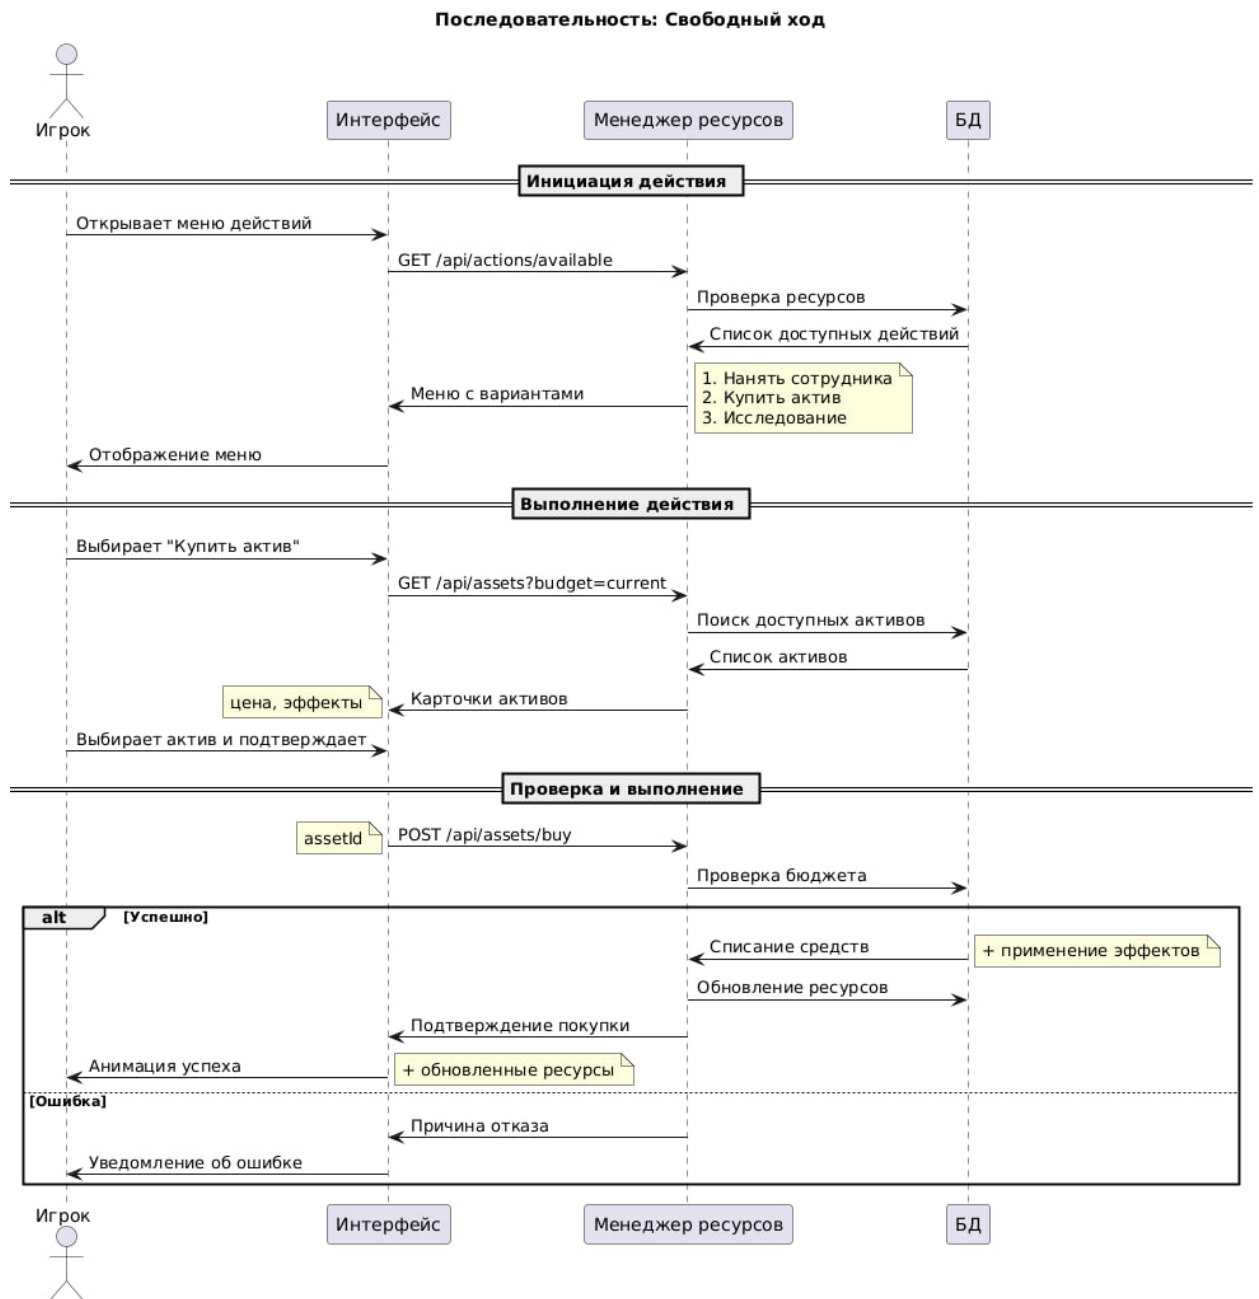 Последовательность: Свободный ход
Игрок
Интерфейс
Менеджер ресурсов
БД
Инициация действия
Открывает меню действий
GET /api/actions/available
Проверка ресурсов
Список доступных действий
1. Нанять сотрудника
2. Купить актив
3. Исследование
Меню с вариантами
Отображение меню
Выполнение действия
Выбирает "Купить актив"
GET /api/assets?budget=current
Поиск доступных активов
Список активов
цена, эффекты
Карточки активов
Выбирает актив и подтверждает
Проверка и выполнение
assetId
POST /api/assets/buy
Проверка бюджета
alt
[Успешно]
Списание средств
+ применение эффектов
Обновление ресурсов
Подтверждение покупки
Анимация успеха
+ обновленные ресурсы
[Ошибка]
Причина отказа
Уведомление об ошибке
Игрок
Интерфейс
Менеджер ресурсов
БД